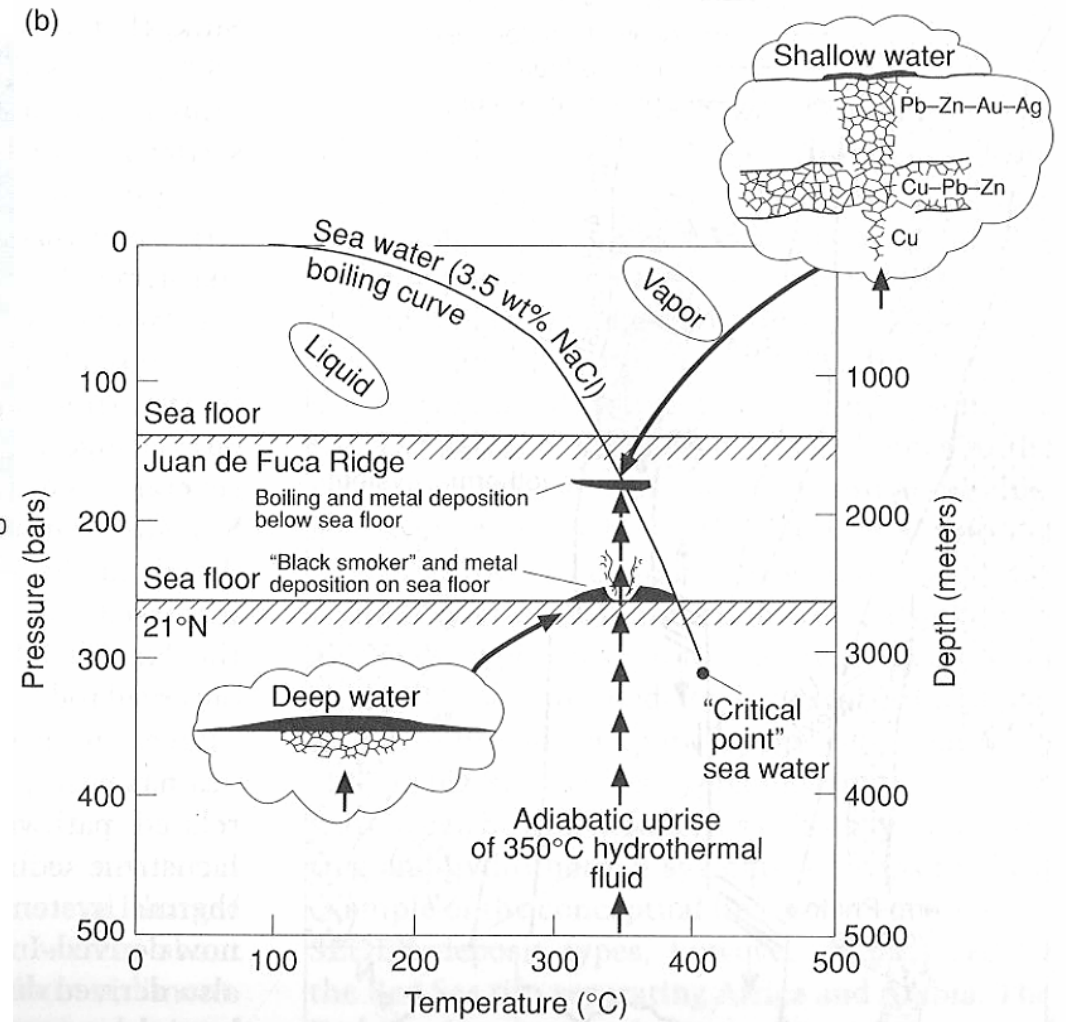 (b)
Shallow water
Pb–Zn–Au–Ag
Cu–Pb–Zn
Cu
0
Sea water (3.5 wt% NaCl)
boiling curve
Vapor
Liquid
100
1000
Sea floor
Juan de Fuca Ridge
Boiling and metal deposition
below sea floor
200
2000
"Black smoker" and metal
deposition on sea floor
Sea floor
21°N
300
3000
Deep water
"Critical
point"
sea water
400
4000
Adiabatic uprise
of 350°C hydrothermal
fluid
500
5000
0
100
200
300
400
500
Pressure (bars)
Depth (meters)
Temperature (°C)